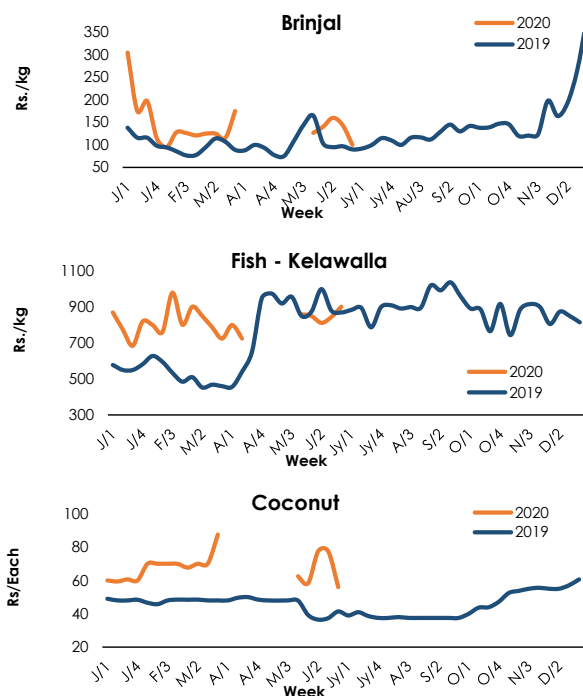 Brinjal
2020
2019
Rs./kg
350
300
250
200
150
100
50
J/1
J/4
F/3
M/2
A/1
A/4
M/3
J/2
Jy/1
Jy/4
Au/3
S/2
O/1
O/4
N/3
D/2
Week
Fish - Kelawalla
Rs./kg
1100
900
700
500
300
2020
2019
J/1
J/4
F/3
M/2
A/1
A/4
M/3
J/2
Jy/1
Jy/4
A/3
S/2
O/1
O/4
N/3
D/2
Week
Coconut
2020
2019
Rs/Each
100
80
60
40
20
J/1
J/4
F/3
M/2
A/1
A/4
M/3
J/2
Jy/1
Jy/4
A/3
S/2
O/1
O/4
N/3
D/2
Week